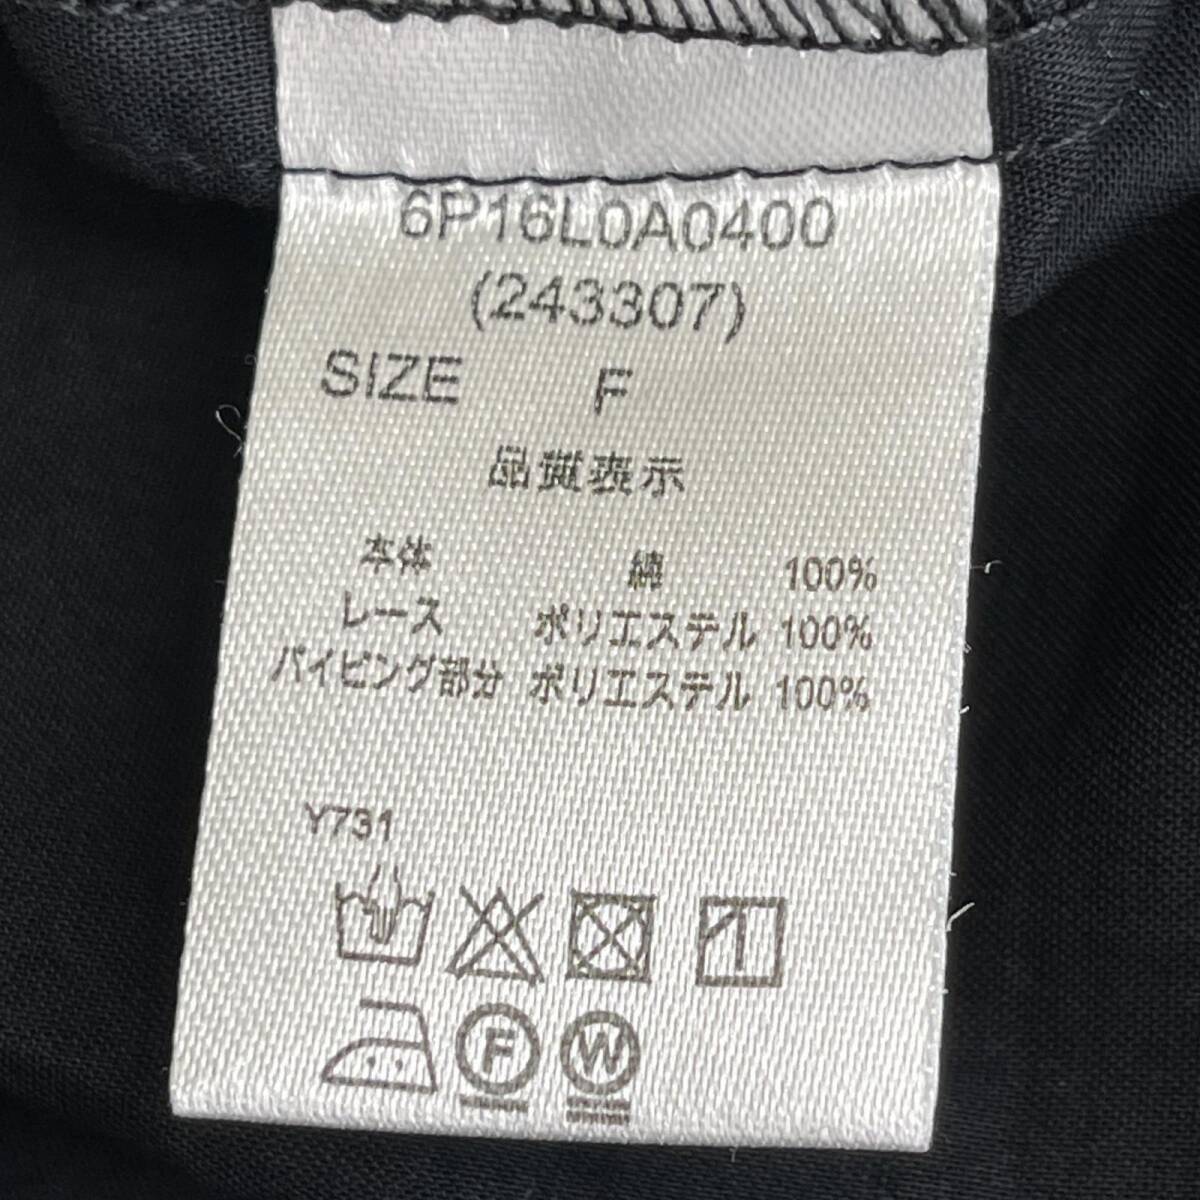 6P16L0A0400
(243307)
SIZE F
品質表示
本体 綿 100%
レース ポリエステル 100%
パイピング部分 ポリエステル 100%
Y731
F W